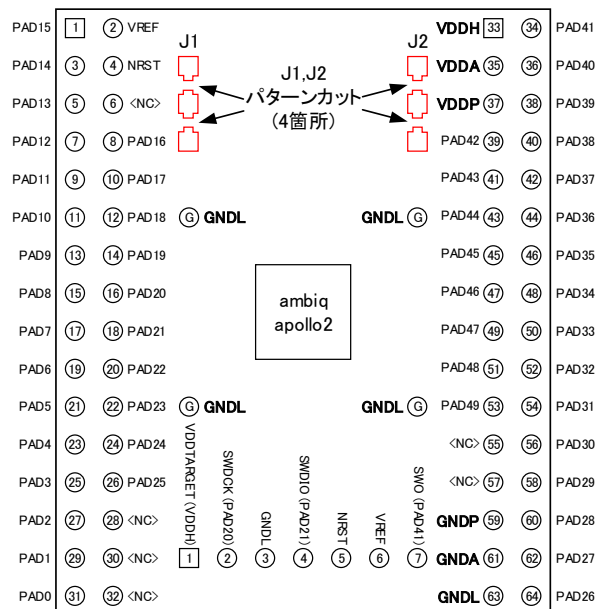 PAD15 1 2 VREF VDDH 33 34 PAD41
J1 J2
PAD14 3 4 NRST VDDA 35 36 PAD40
J1,J2
パターンカット
(4箇所)
PAD13 5 6 <NC> VDDP 37 38 PAD39
PAD12 7 8 PAD16 PAD42 39 40 PAD38
PAD11 9 10 PAD17 PAD43 41 42 PAD37
PAD10 11 12 PAD18 G GNDL GNDL G PAD44 43 44 PAD36
PAD9 13 14 PAD19 PAD45 45 46 PAD35
PAD8 15 16 PAD20 PAD46 47 48 PAD34
ambiq
apollo2
PAD7 17 18 PAD21 PAD47 49 50 PAD33
PAD6 19 20 PAD22 PAD48 51 52 PAD32
PAD5 21 22 PAD23 G GNDL GNDL G PAD49 53 54 PAD31
PAD4 23 24 PAD24 <NC> 55 56 PAD30
PAD3 25 26 PAD25 <NC> 57 58 PAD29
PAD2 27 28 <NC> GNDP 59 60 PAD28
VDDTARGET (VDDH)
SWDCK (PAD20)
GNDL
SWDIO (PAD21)
NRST
VREF
SWO (PAD41)
PAD1 29 30 <NC> 1 2 3 4 5 6 7 GNDA 61 62 PAD27
PAD0 31 32 <NC> GNDL 63 64 PAD26